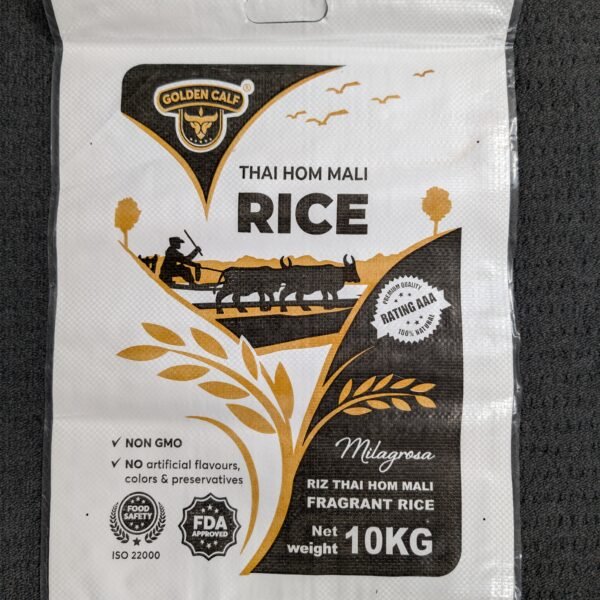 GOLDEN CALF
®
THAI HOM MALI
RICE
PREMIUM QUALITY
RATING AAA
100% NATURAL
✓ NON GMO
✓ NO artificial flavours,
colors & preservatives
FOOD
SAFETY
ISO 22000
FDA
APPROVED
Milagrosa
RIZ THAI HOM MALI
FRAGRANT RICE
Net
weight 10KG